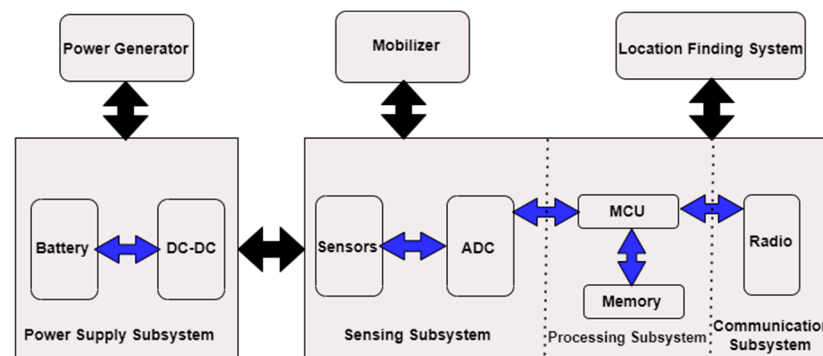 Power Generator
Mobilizer
Location Finding System
Battery
DC-DC
Sensors
ADC
MCU
Memory
Radio
Power Supply Subsystem
Sensing Subsystem
Processing Subsystem
Communication
Subsystem